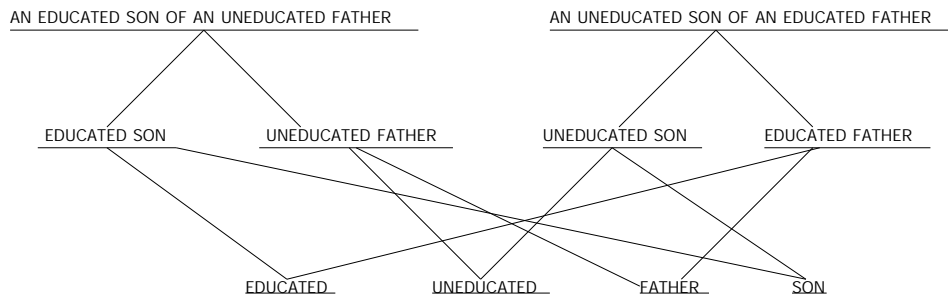 AN EDUCATED SON OF AN UNEDUCATED FATHER
AN UNEDUCATED SON OF AN EDUCATED FATHER
EDUCATED SON
UNEDUCATED FATHER
UNEDUCATED SON
EDUCATED FATHER
EDUCATED
UNEDUCATED
FATHER
SON